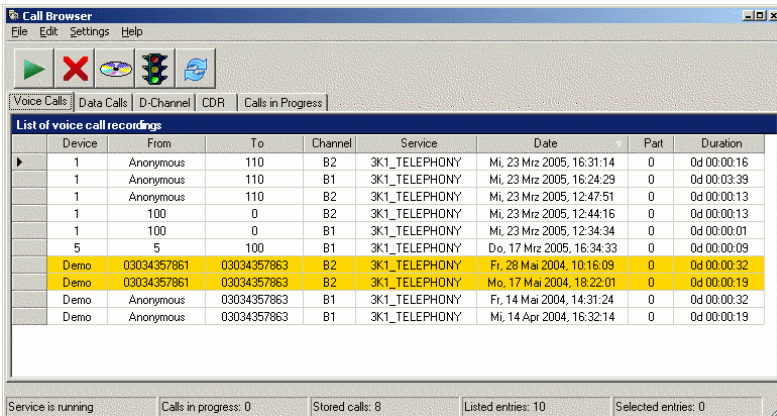 Call Browser
File Edit Settings Help
Voice Calls Data Calls D-Channel CDR Calls in Progress
List of voice call recordings
Device From To Channel Service Date Part Duration
1 Anonymous 110 B2 3K1_TELEPHONY Mi, 23 Mrz 2005, 16:31:14 0 0d 00:00:16
1 Anonymous 110 B1 3K1_TELEPHONY Mi, 23 Mrz 2005, 16:24:29 0 0d 00:03:39
1 Anonymous 110 B2 3K1_TELEPHONY Mi, 23 Mrz 2005, 12:47:51 0 0d 00:00:13
1 100 0 B2 3K1_TELEPHONY Mi, 23 Mrz 2005, 12:44:16 0 0d 00:00:13
1 100 0 B1 3K1_TELEPHONY Mi, 23 Mrz 2005, 12:34:34 0 0d 00:00:01
5 5 100 B1 3K1_TELEPHONY Do, 17 Mrz 2005, 16:34:33 0 0d 00:00:09
Demo 03034357861 03034357863 B2 3K1_TELEPHONY Fr, 28 Mai 2004, 10:16:09 0 0d 00:00:32
Demo 03034357861 03034357863 B2 3K1_TELEPHONY Mo, 17 Mai 2004, 18:22:01 0 0d 00:00:19
Demo Anonymous 03034357863 B1 3K1_TELEPHONY Fr, 14 Mai 2004, 14:31:24 0 0d 00:00:32
Demo Anonymous 03034357863 B1 3K1_TELEPHONY Mi, 14 Apr 2004, 16:32:14 0 0d 00:00:19
Service is running Calls in progress: 0 Stored calls: 8 Listed entries: 10 Selected entries: 0